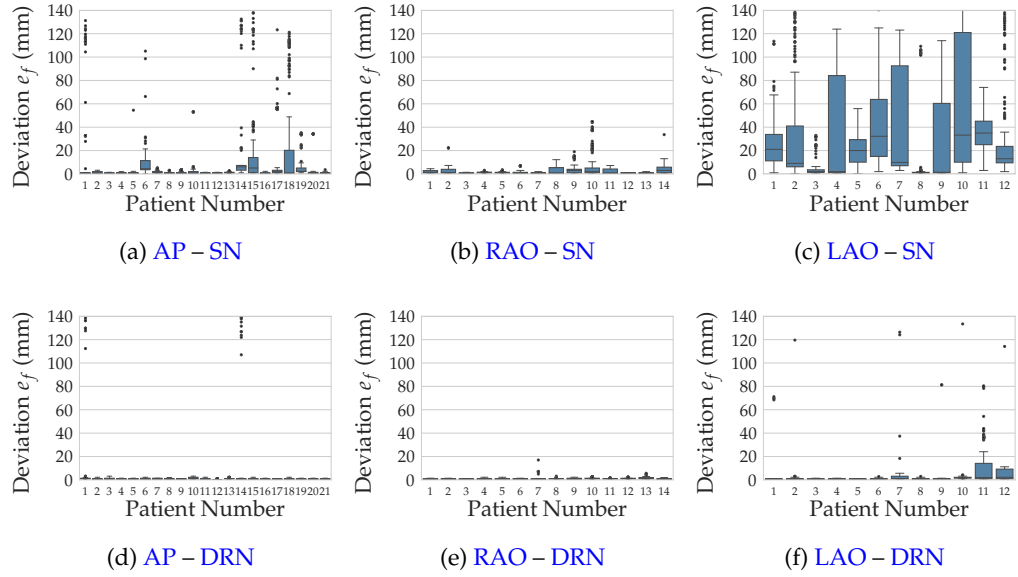 140
120
100
80
60
40
20
0
Deviation e_f (mm)
1 2 3 4 5 6 7 8 9 10 11 12 13 14 15 16 17 18 19 20 21
Patient Number
(a) AP – SN
140
120
100
80
60
40
20
0
Deviation e_f (mm)
1 2 3 4 5 6 7 8 9 10 11 12 13 14
Patient Number
(b) RAO – SN
140
120
100
80
60
40
20
0
Deviation e_f (mm)
1 2 3 4 5 6 7 8 9 10 11 12
Patient Number
(c) LAO – SN
140
120
100
80
60
40
20
0
Deviation e_f (mm)
1 2 3 4 5 6 7 8 9 10 11 12 13 14 15 16 17 18 19 20 21
Patient Number
(d) AP – DRN
140
120
100
80
60
40
20
0
Deviation e_f (mm)
1 2 3 4 5 6 7 8 9 10 11 12 13 14
Patient Number
(e) RAO – DRN
140
120
100
80
60
40
20
0
Deviation e_f (mm)
1 2 3 4 5 6 7 8 9 10 11 12
Patient Number
(f) LAO – DRN